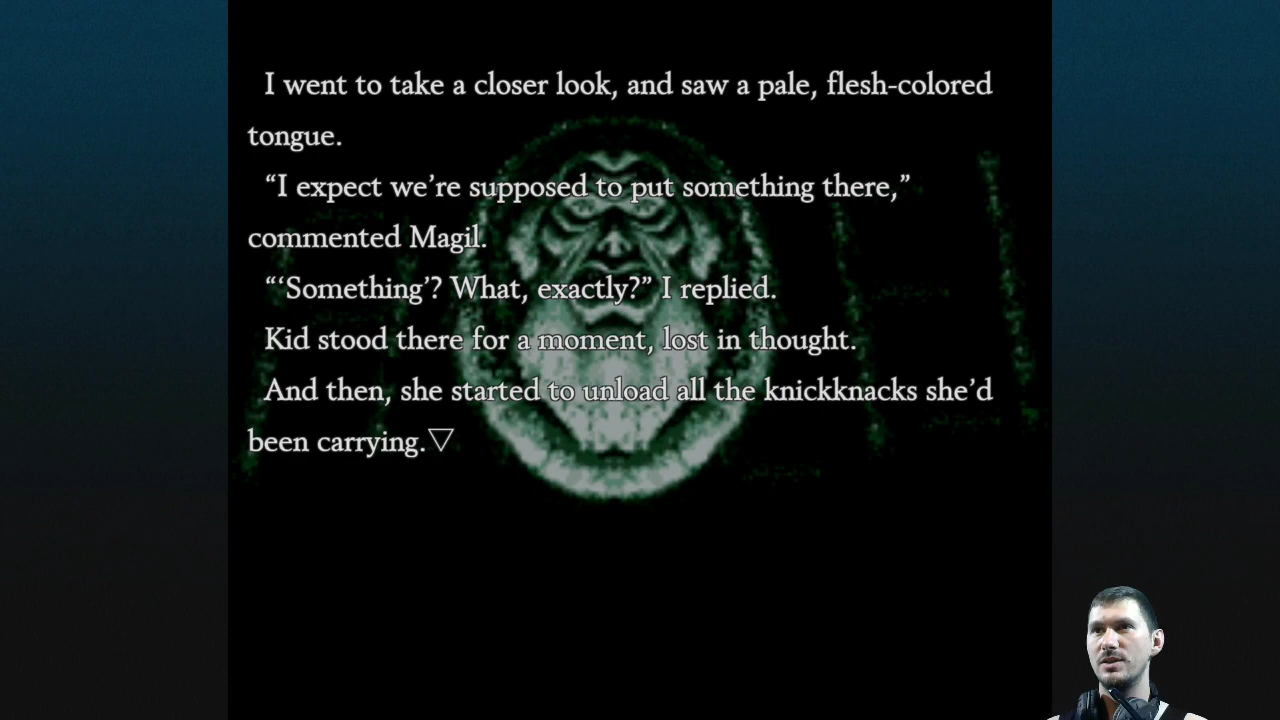 I went to take a closer look, and saw a pale, flesh-colored
tongue.
“I expect we’re supposed to put something there,”
commented Magil.
“‘Something’? What, exactly?” I replied.
Kid stood there for a moment, lost in thought.
And then, she started to unload all the knickknacks she’d
been carrying.▽